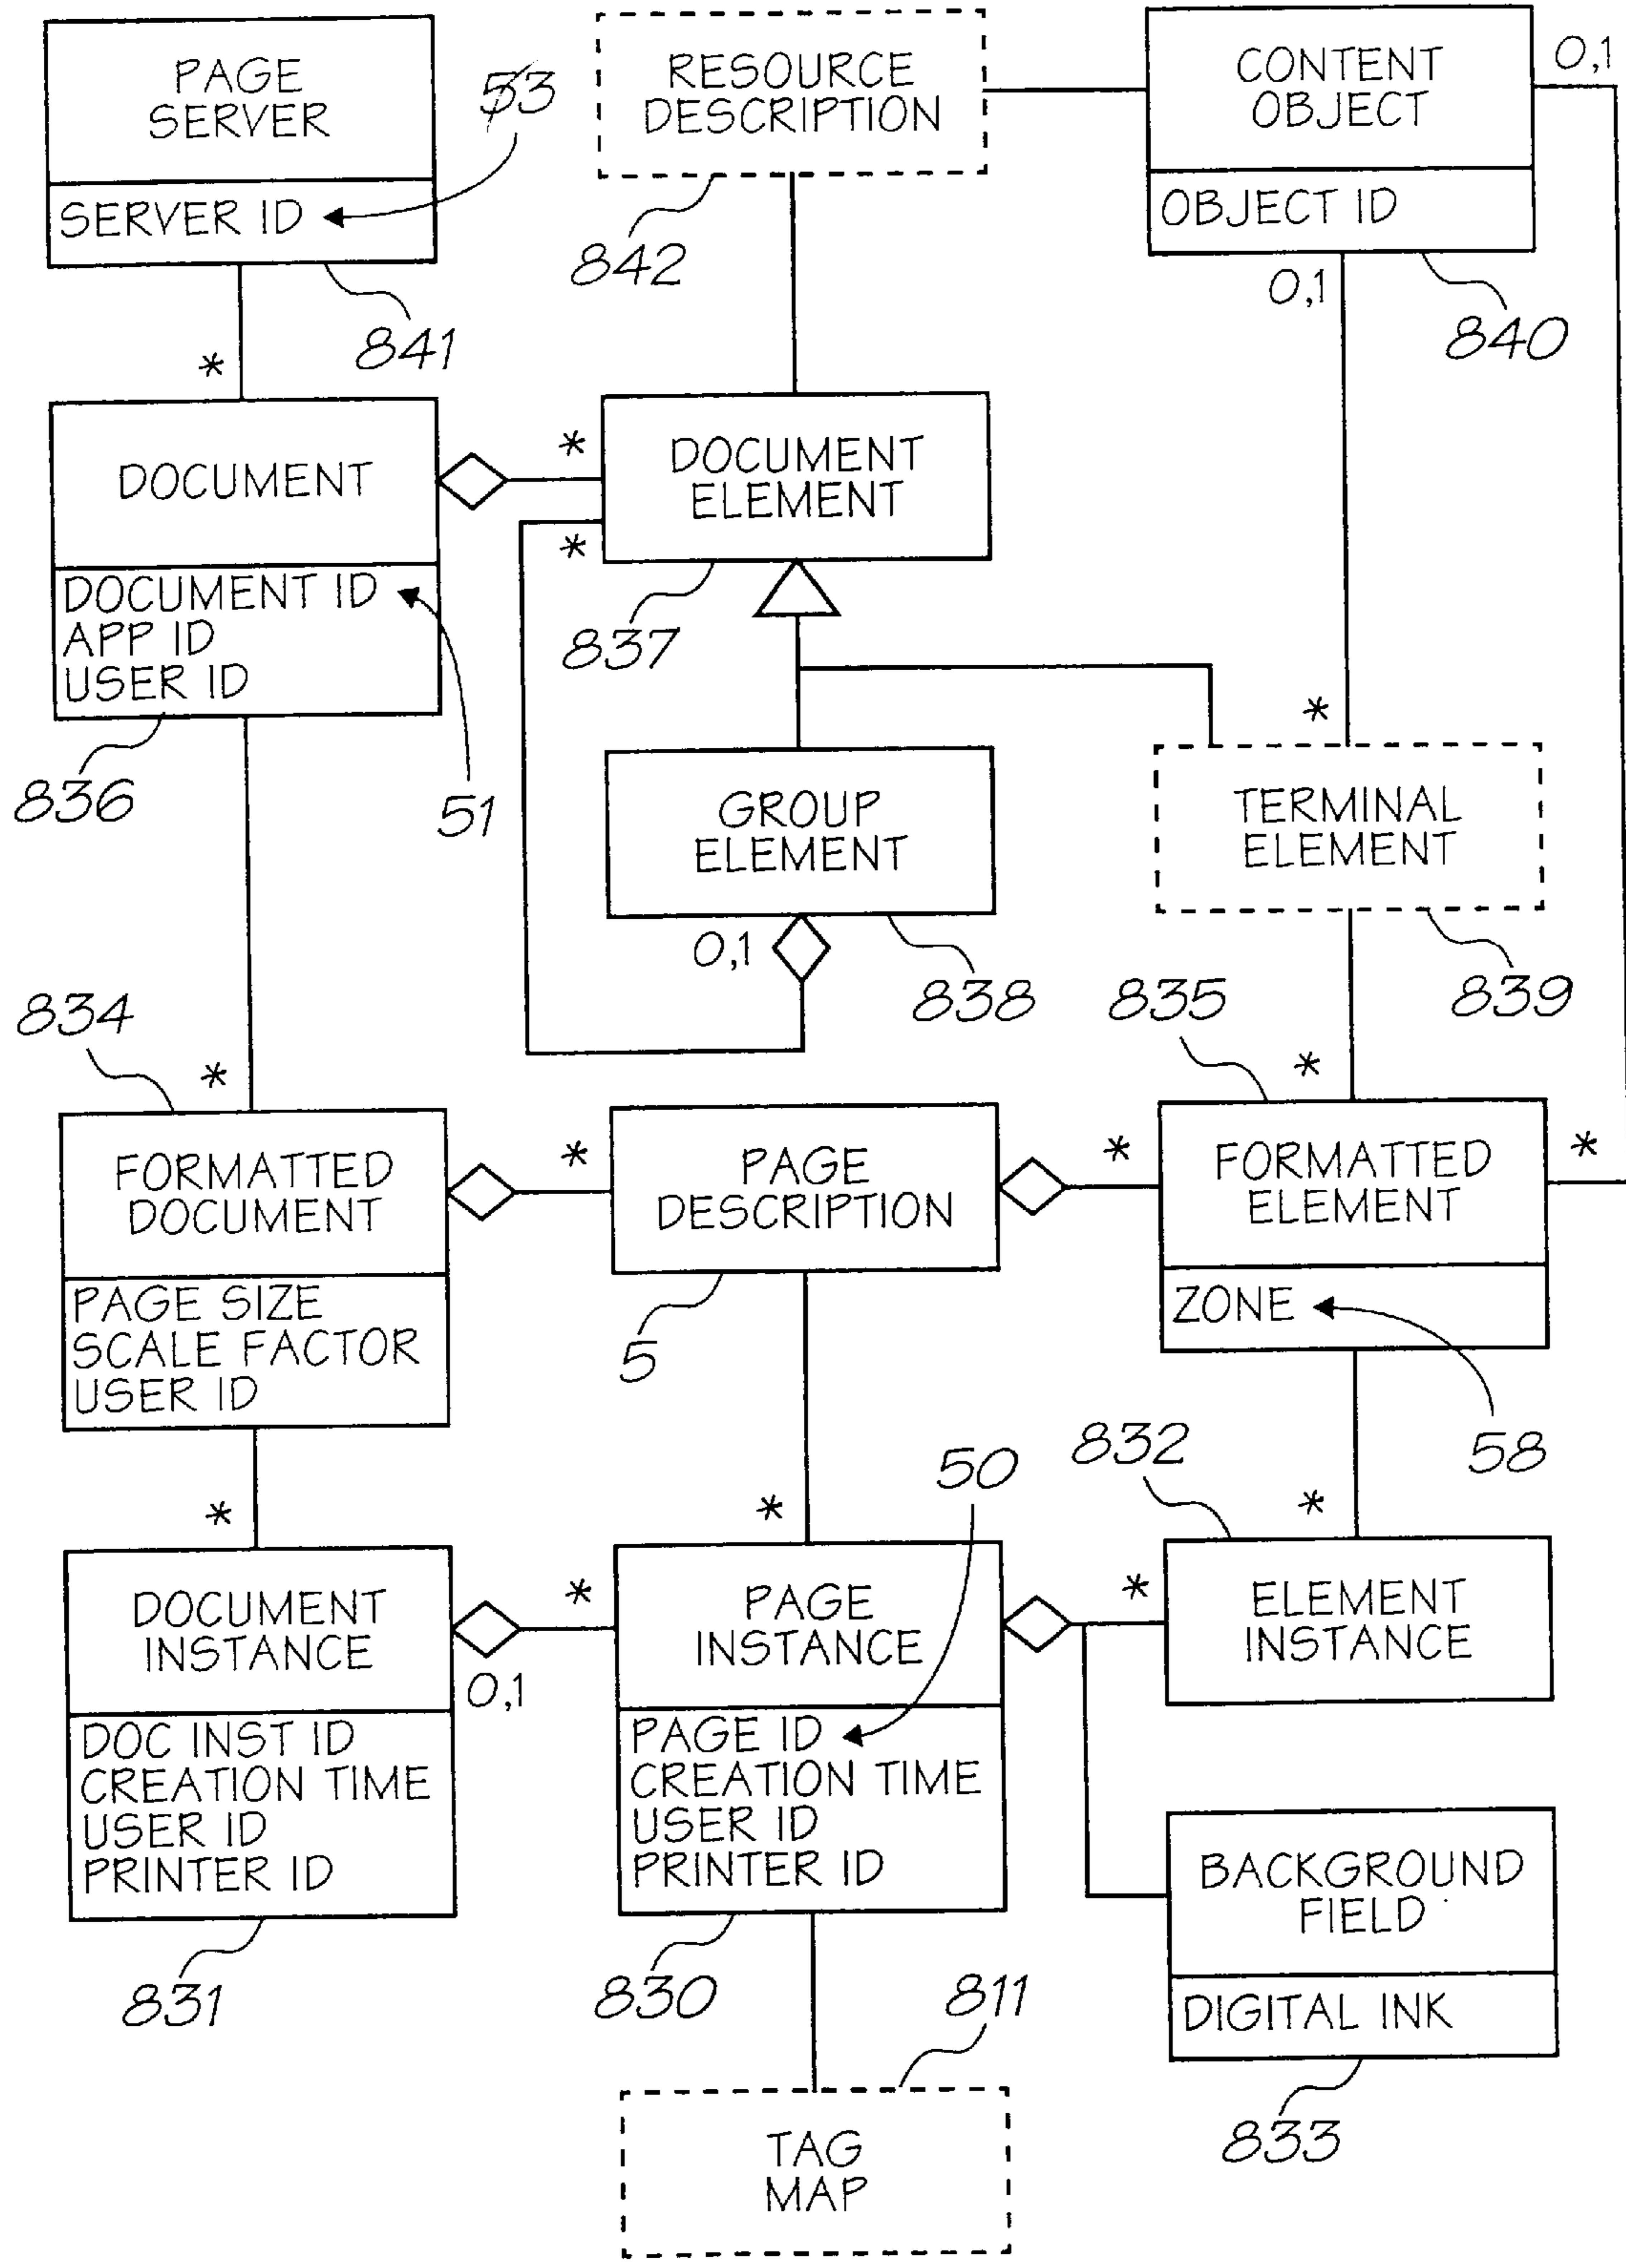 PAGE
SERVER
SERVER ID
53
841
RESOURCE
DESCRIPTION
842
CONTENT
OBJECT
OBJECT ID
0,1
0,1
840
*
DOCUMENT
DOCUMENT ID
APP ID
USER ID
836
51
*
*
DOCUMENT
ELEMENT
837
GROUP
ELEMENT
0,1
838
*
TERMINAL
ELEMENT
839
834
*
FORMATTED
DOCUMENT
PAGE SIZE
SCALE FACTOR
USER ID
*
PAGE
DESCRIPTION
5
835
*
*
*
FORMATTED
ELEMENT
ZONE
58
*
DOCUMENT
INSTANCE
0,1
DOC INST ID
CREATION TIME
USER ID
PRINTER ID
831
50
*
*
PAGE
INSTANCE
PAGE ID
CREATION TIME
USER ID
PRINTER ID
830
832
*
*
ELEMENT
INSTANCE
BACKGROUND
FIELD
DIGITAL INK
833
811
TAG
MAP